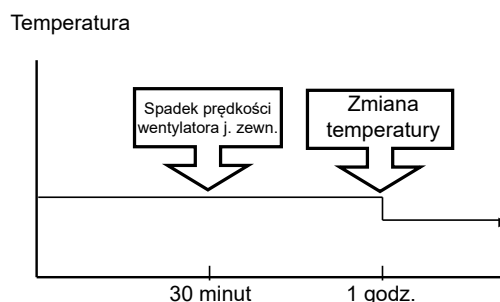 Temperatura
Spadek prędkości
wentylatora j. zewn.
Zmiana
temperatury
30 minut
1 godz.